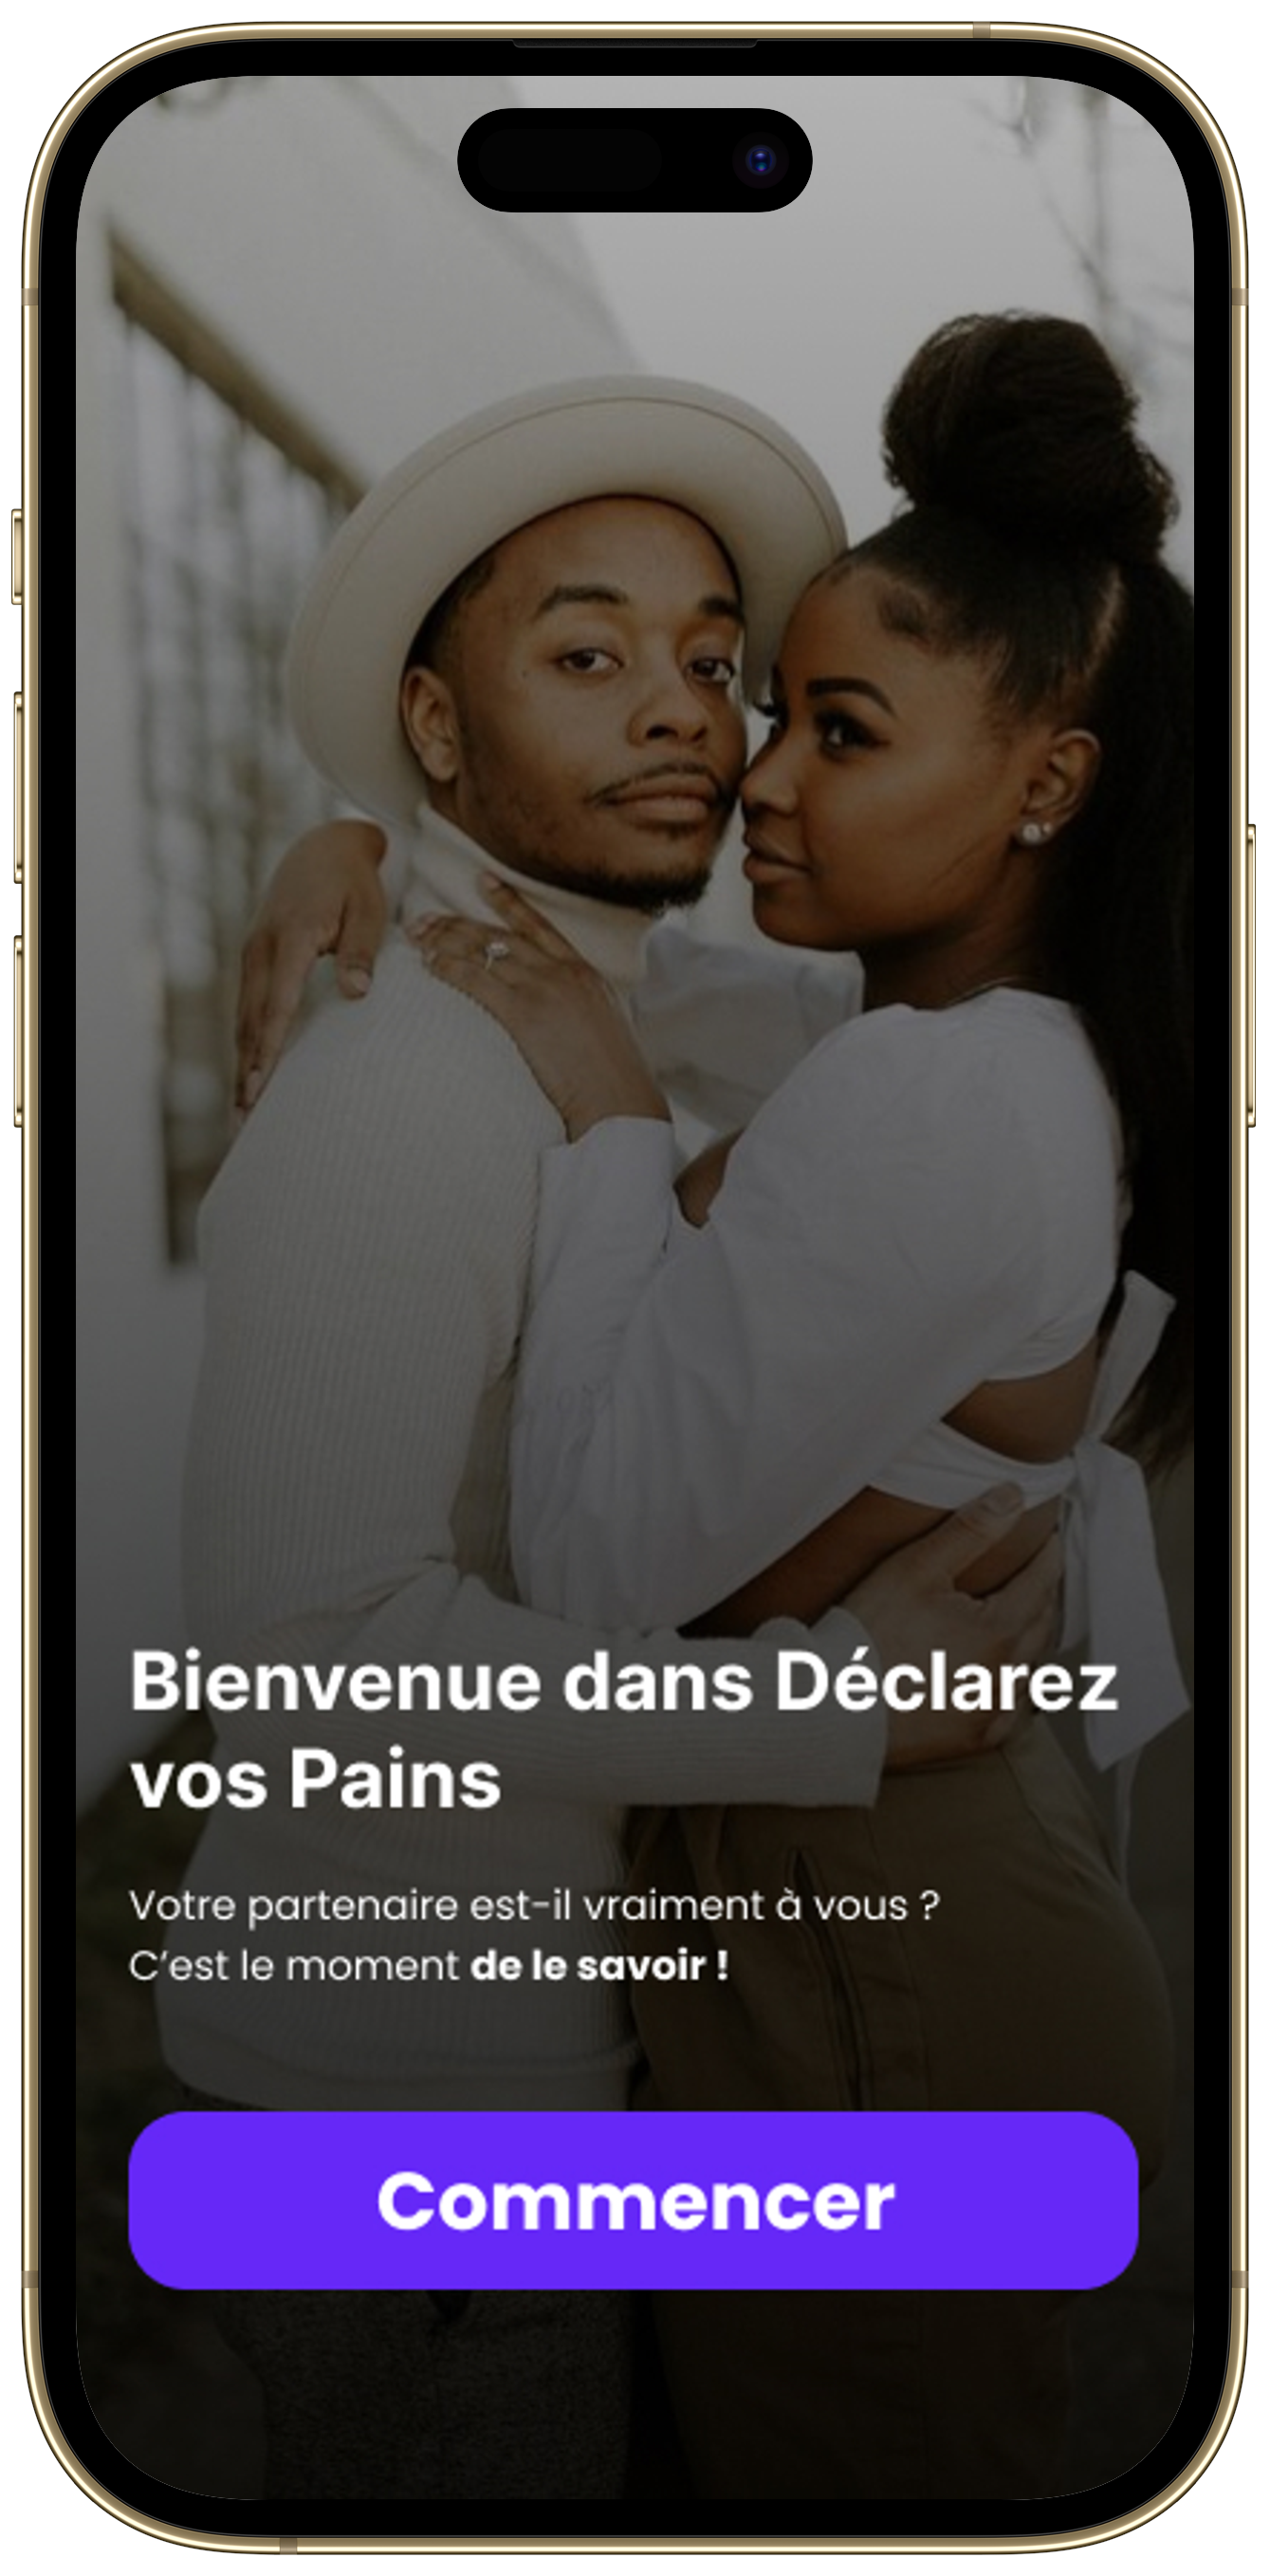 Bienvenue dans Déclarez
vos Pains
Votre partenaire est-il vraiment à vous ?
C'est le moment de le savoir !
Commencer